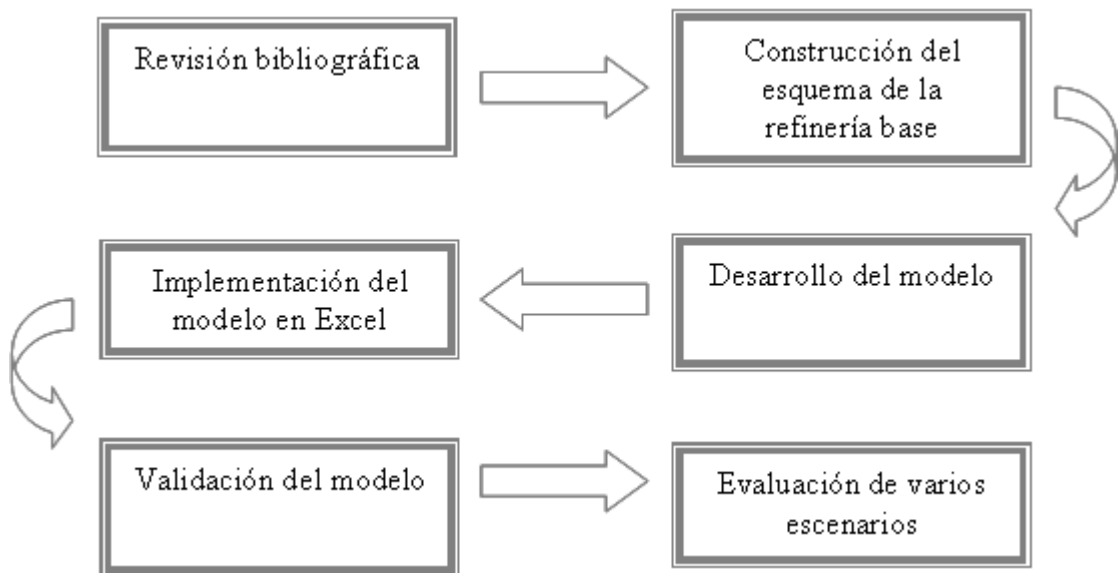 Revisión bibliográfica
Construcción del
esquema de la
refinería base
Desarrollo del modelo
Implementación del
modelo en Excel
Validación del modelo
Evaluación de varios
escenarios